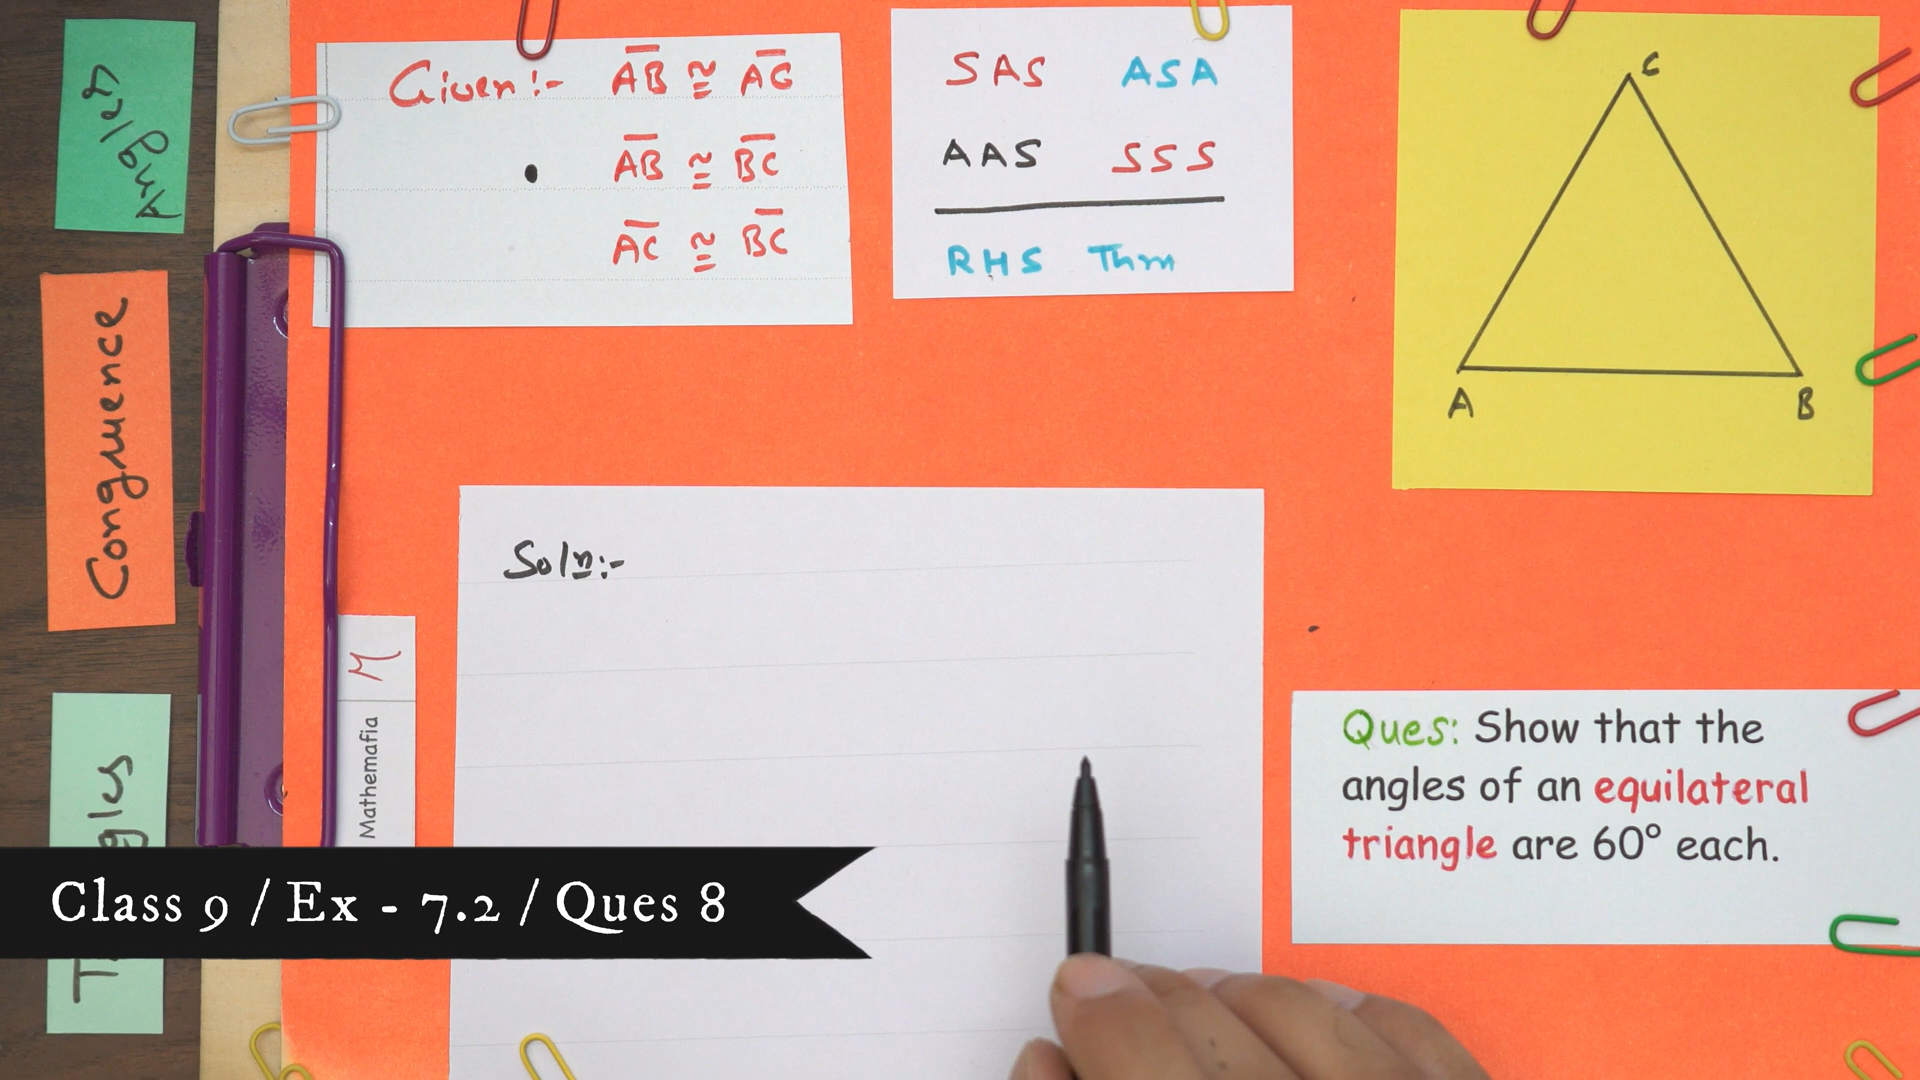 Angles
Congruence
Given:- AB ≅ AC
AB ≅ BC
AC ≅ BC
SAS ASA
AAS SSS
RHS Thm
C
A B
Soln:-
M
Mathemafia
Ques: Show that the
angles of an equilateral
triangle are 60° each.
Class 9 / Ex - 7.2 / Ques 8